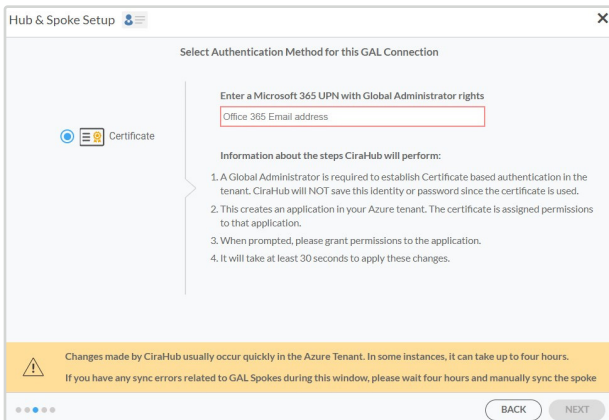 Hub & Spoke Setup
Select Authentication Method for this GAL Connection
Enter a Microsoft 365 UPN with Global Administrator rights
Office 365 Email address
Certificate
Information about the steps CiraHub will perform:
1. A Global Administrator is required to establish Certificate based authentication in the
tenant. CiraHub will NOT save this identity or password since the certificate is used.
2. This creates an application in your Azure tenant. The certificate is assigned permissions
to that application.
3. When prompted, please grant permissions to the application.
4. It will take at least 30 seconds to apply these changes.
Changes made by CiraHub usually occur quickly in the Azure Tenant. In some instances, it can take up to four hours.
If you have any sync errors related to GAL Spokes during this window, please wait four hours and manually sync the spoke
BACK
NEXT